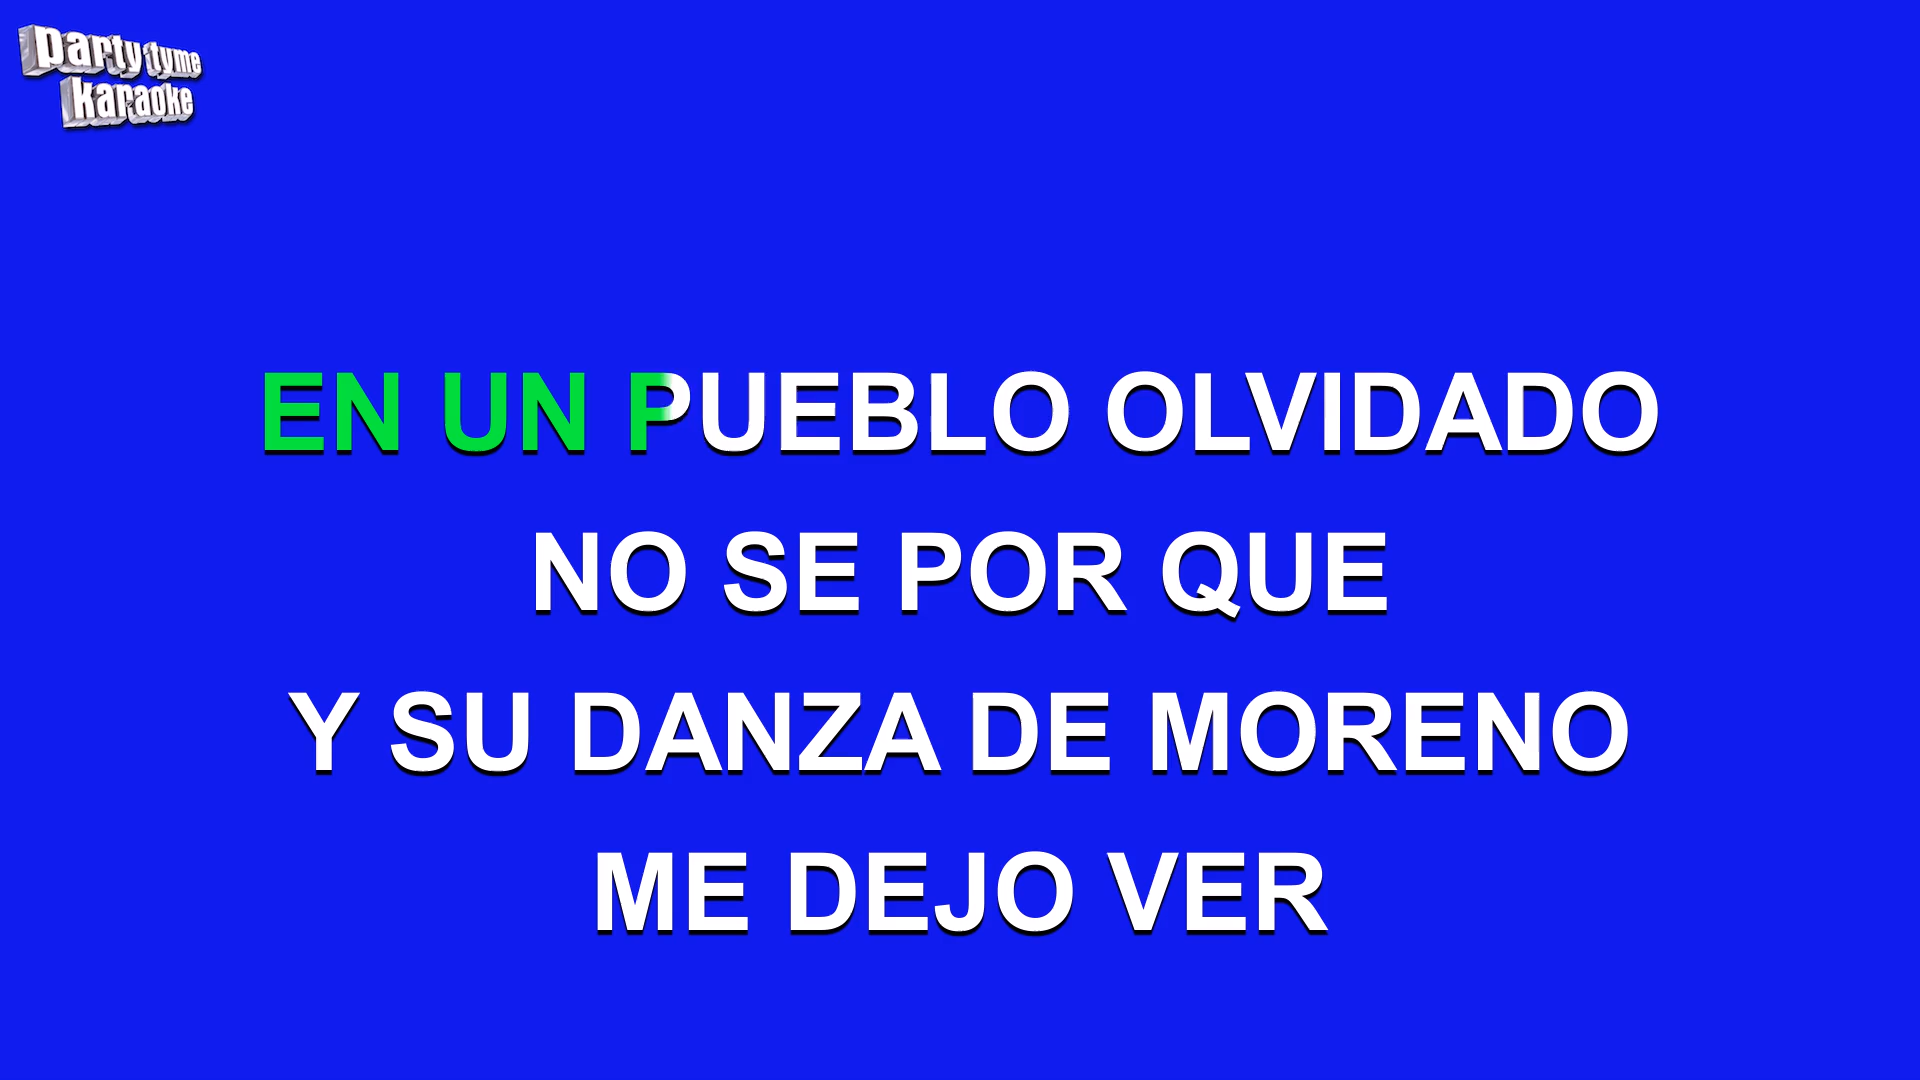 party tyme
karaoke
EN UN PUEBLO OLVIDADO
NO SE POR QUE
Y SU DANZA DE MORENO
ME DEJO VER